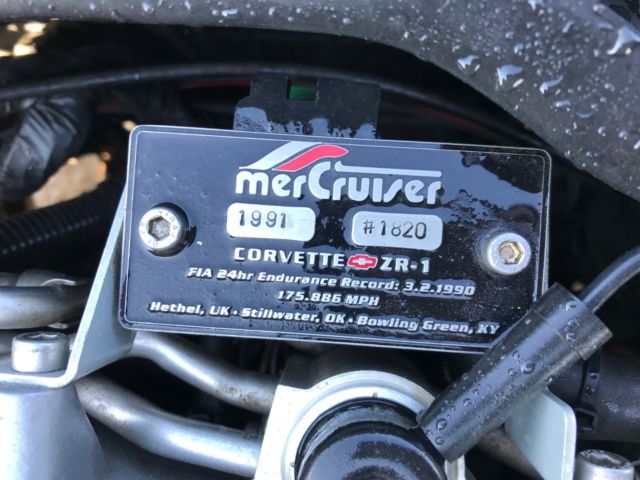 merCruiser
1991 #1820
CORVETTE ZR-1
FIA 24hr Endurance Record: 3.2.1990
175.886 MPH
Hethel, UK · Stillwater, OK · Bowling Green, KY